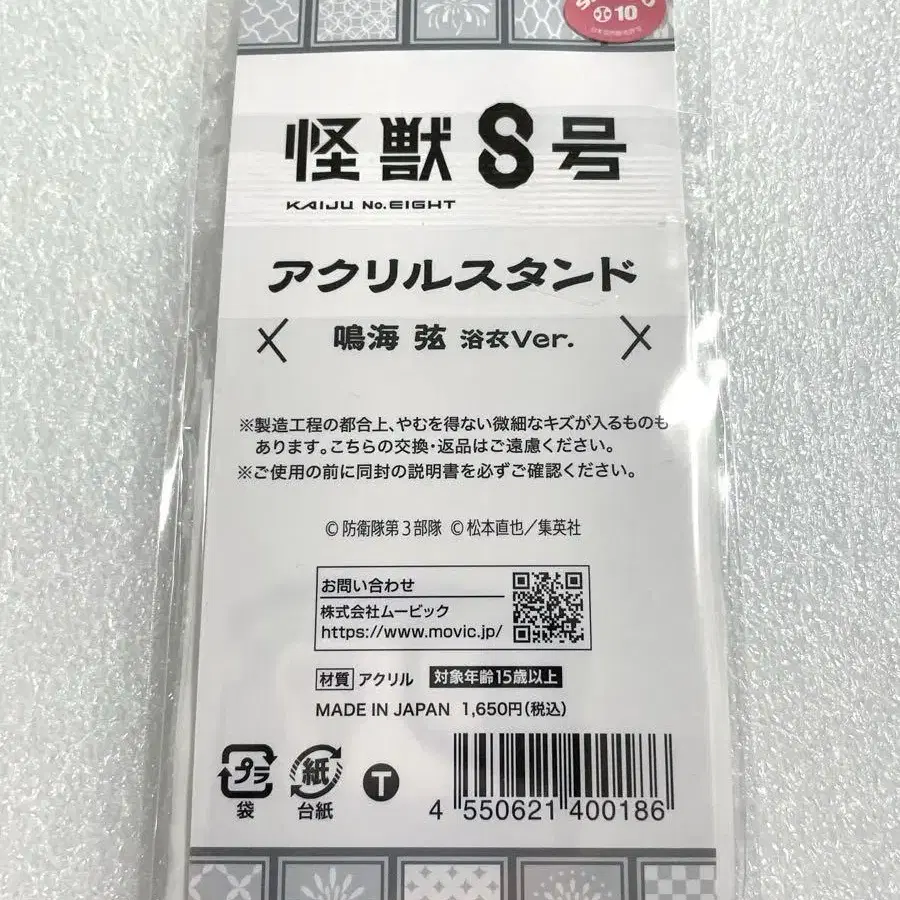 10
怪獣8号
KAIJU No.EIGHT
アクリルスタンド
鳴海 弦 浴衣Ver.
※製造工程の都合上、やむを得ない微細なキズが入るものも
あります。こちらの交換・返品はご遠慮ください。
※ご使用の前に同封の説明書を必ずご確認ください。
©防衛隊第3部隊 ©松本直也/集英社
お問い合わせ
株式会社ムービック
https://www.movic.jp/
材質 アクリル 対象年齢15歳以上
MADE IN JAPAN 1,650円(税込)
プラ 紙 T
袋 台紙
4 550621 400186